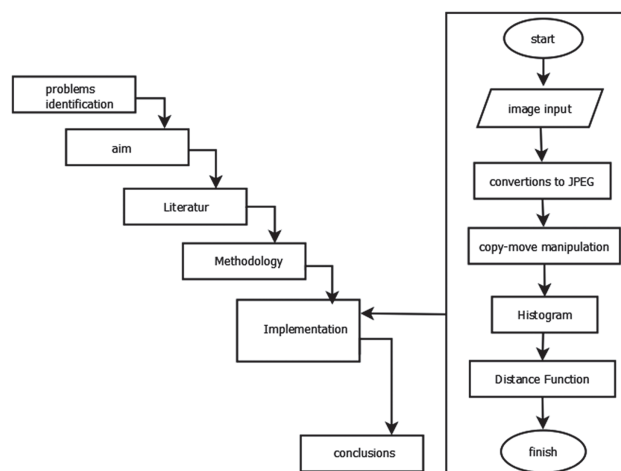 problems
identification
aim
Literatur
Methodology
Implementation
conclusions
start
image input
convertions to JPEG
copy-move manipulation
Histogram
Distance Function
finish